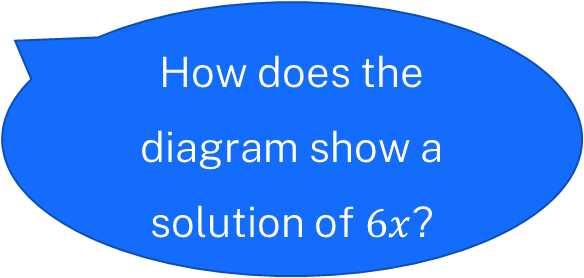 How does the
diagram show a
solution of 6x?